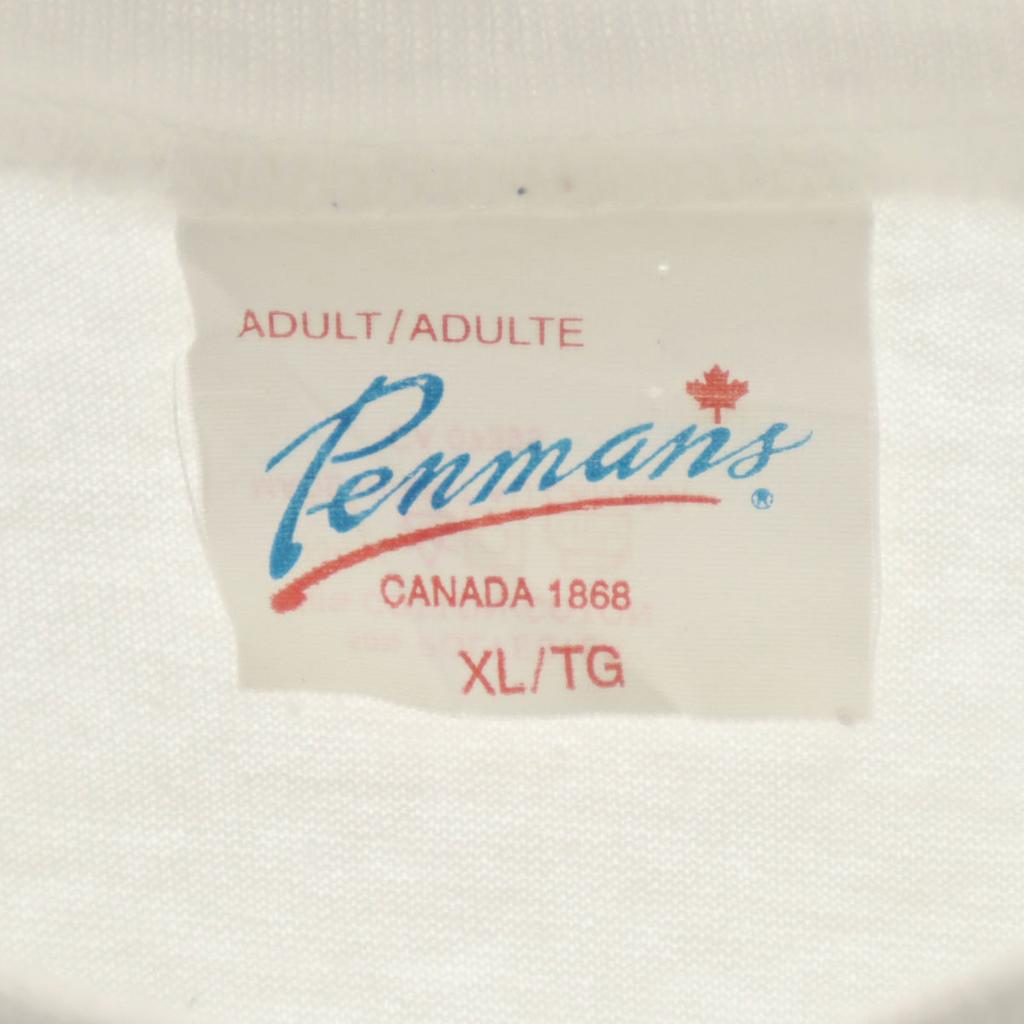 ADULT/ADULTE
Penmans®
CANADA 1868
XL/TG